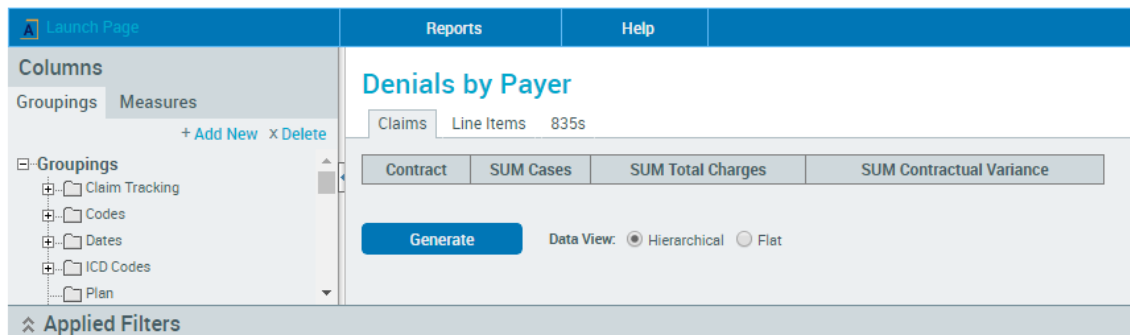 A Launch Page Reports Help
Columns
Groupings Measures
+ Add New x Delete
Groupings
Claim Tracking
Codes
Dates
ICD Codes
Plan
Denials by Payer
Claims Line Items 835s
Contract SUM Cases SUM Total Charges SUM Contractual Variance
Generate Data View: Hierarchical Flat
Applied Filters